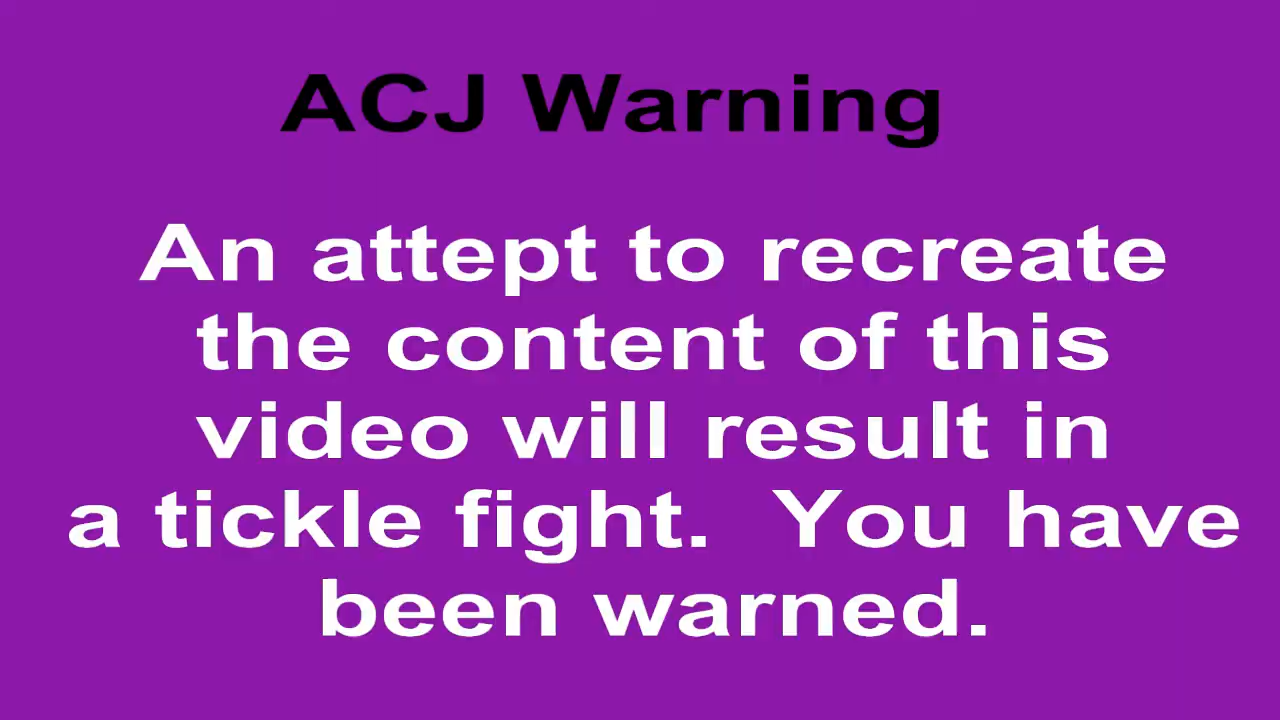 ACJ Warning
An attept to recreate
the content of this
video will result in
a tickle fight.  You have
been warned.